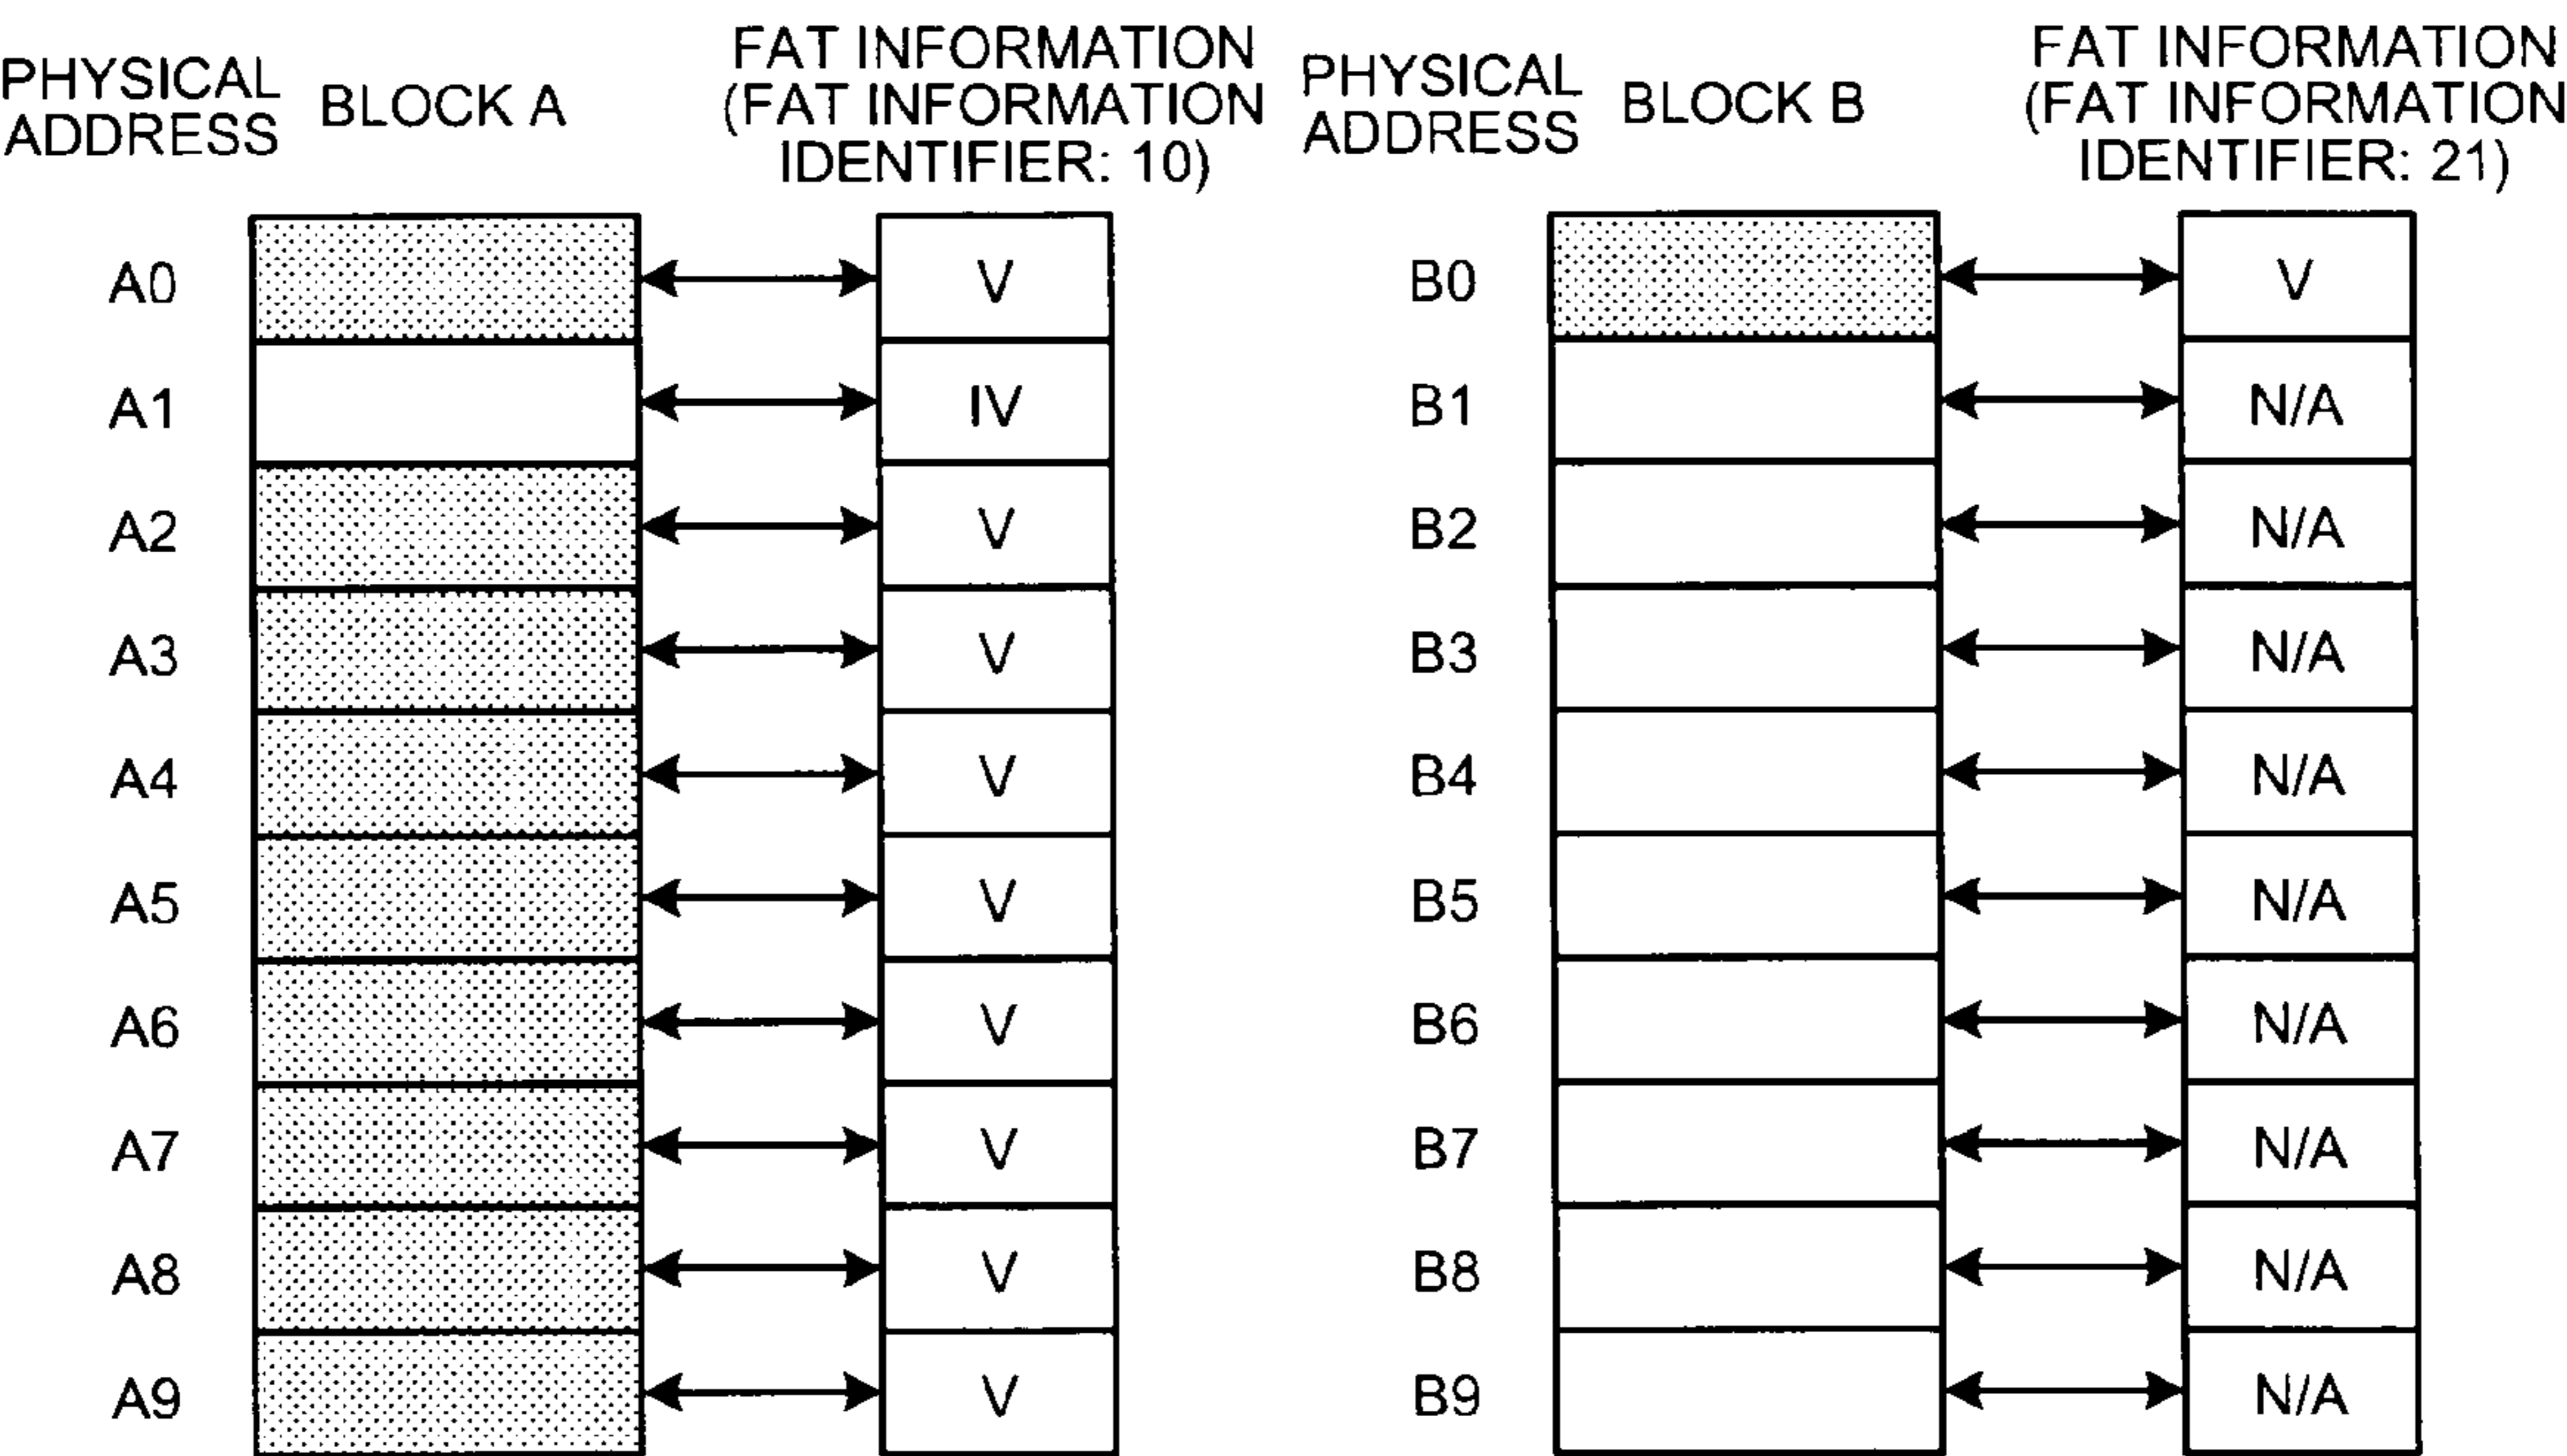 PHYSICAL
ADDRESS
BLOCK A
FAT INFORMATION
(FAT INFORMATION
IDENTIFIER: 10)
A0 V
A1 IV
A2 V
A3 V
A4 V
A5 V
A6 V
A7 V
A8 V
A9 V
PHYSICAL
ADDRESS
BLOCK B
FAT INFORMATION
(FAT INFORMATION
IDENTIFIER: 21)
B0 V
B1 N/A
B2 N/A
B3 N/A
B4 N/A
B5 N/A
B6 N/A
B7 N/A
B8 N/A
B9 N/A